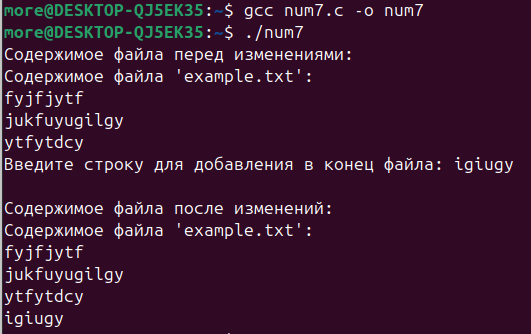 more@DESKTOP-QJ5EK35:~$ gcc num7.c -o num7
more@DESKTOP-QJ5EK35:~$ ./num7
Содержимое файла перед изменениями:
Содержимое файла 'example.txt':
fyjfjytf
jukfuyugilgy
ytfytdcy
Введите строку для добавления в конец файла: igiugy
Содержимое файла после изменений:
Содержимое файла 'example.txt':
fyjfjytf
jukfuyugilgy
ytfytdcy
igiugy